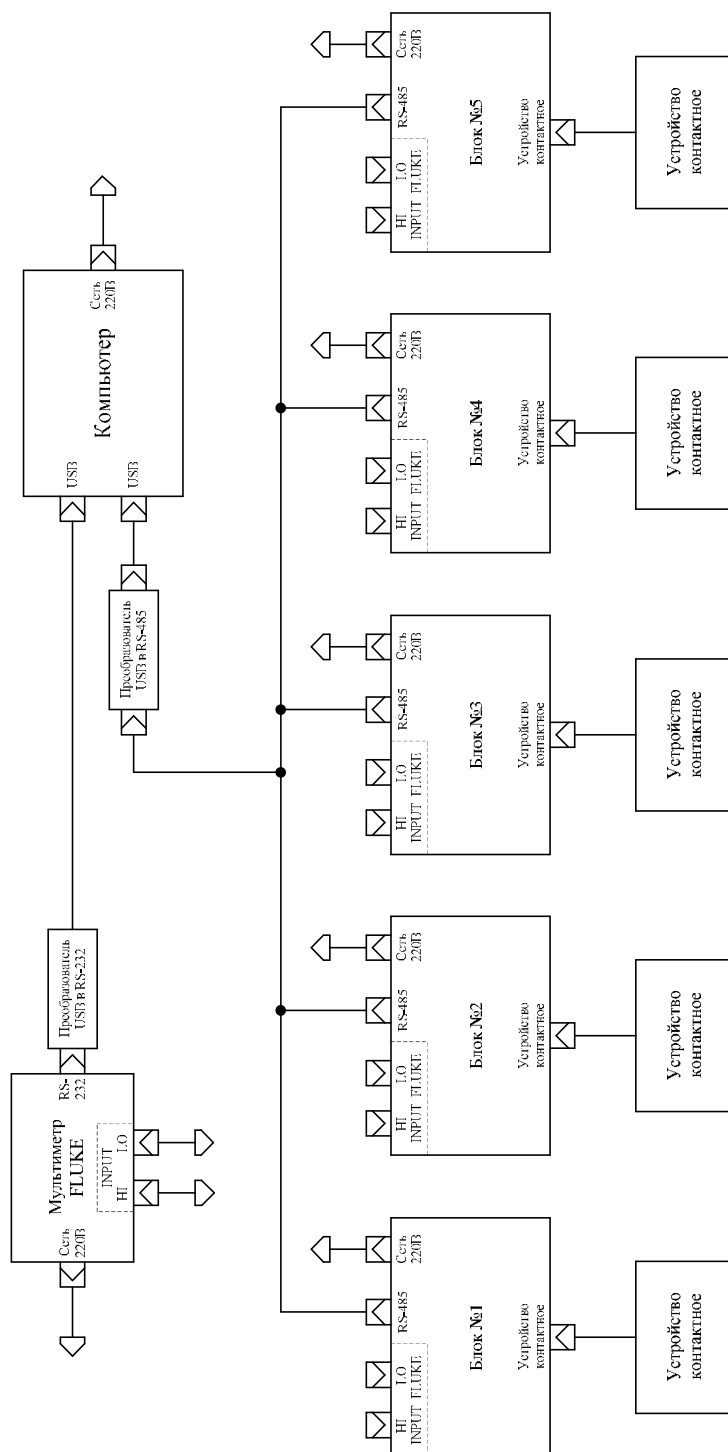 Мультиметр
FLUKE
Сеть
220В
RS-
232
INPUT
HI
LO
Преобразователь
USB в RS-232
Преобразователь
USB в RS-485
Компьютер
USB
USB
Сеть
220В
Блок №1
HI
LO
INPUT FLUKE
RS-485
Сеть
220В
Устройство
контактное
Устройство
контактное
Блок №2
HI
LO
INPUT FLUKE
RS-485
Сеть
220В
Устройство
контактное
Устройство
контактное
Блок №3
HI
LO
INPUT FLUKE
RS-485
Сеть
220В
Устройство
контактное
Устройство
контактное
Блок №4
HI
LO
INPUT FLUKE
RS-485
Сеть
220В
Устройство
контактное
Устройство
контактное
Блок №5
HI
LO
INPUT FLUKE
RS-485
Сеть
220В
Устройство
контактное
Устройство
контактное